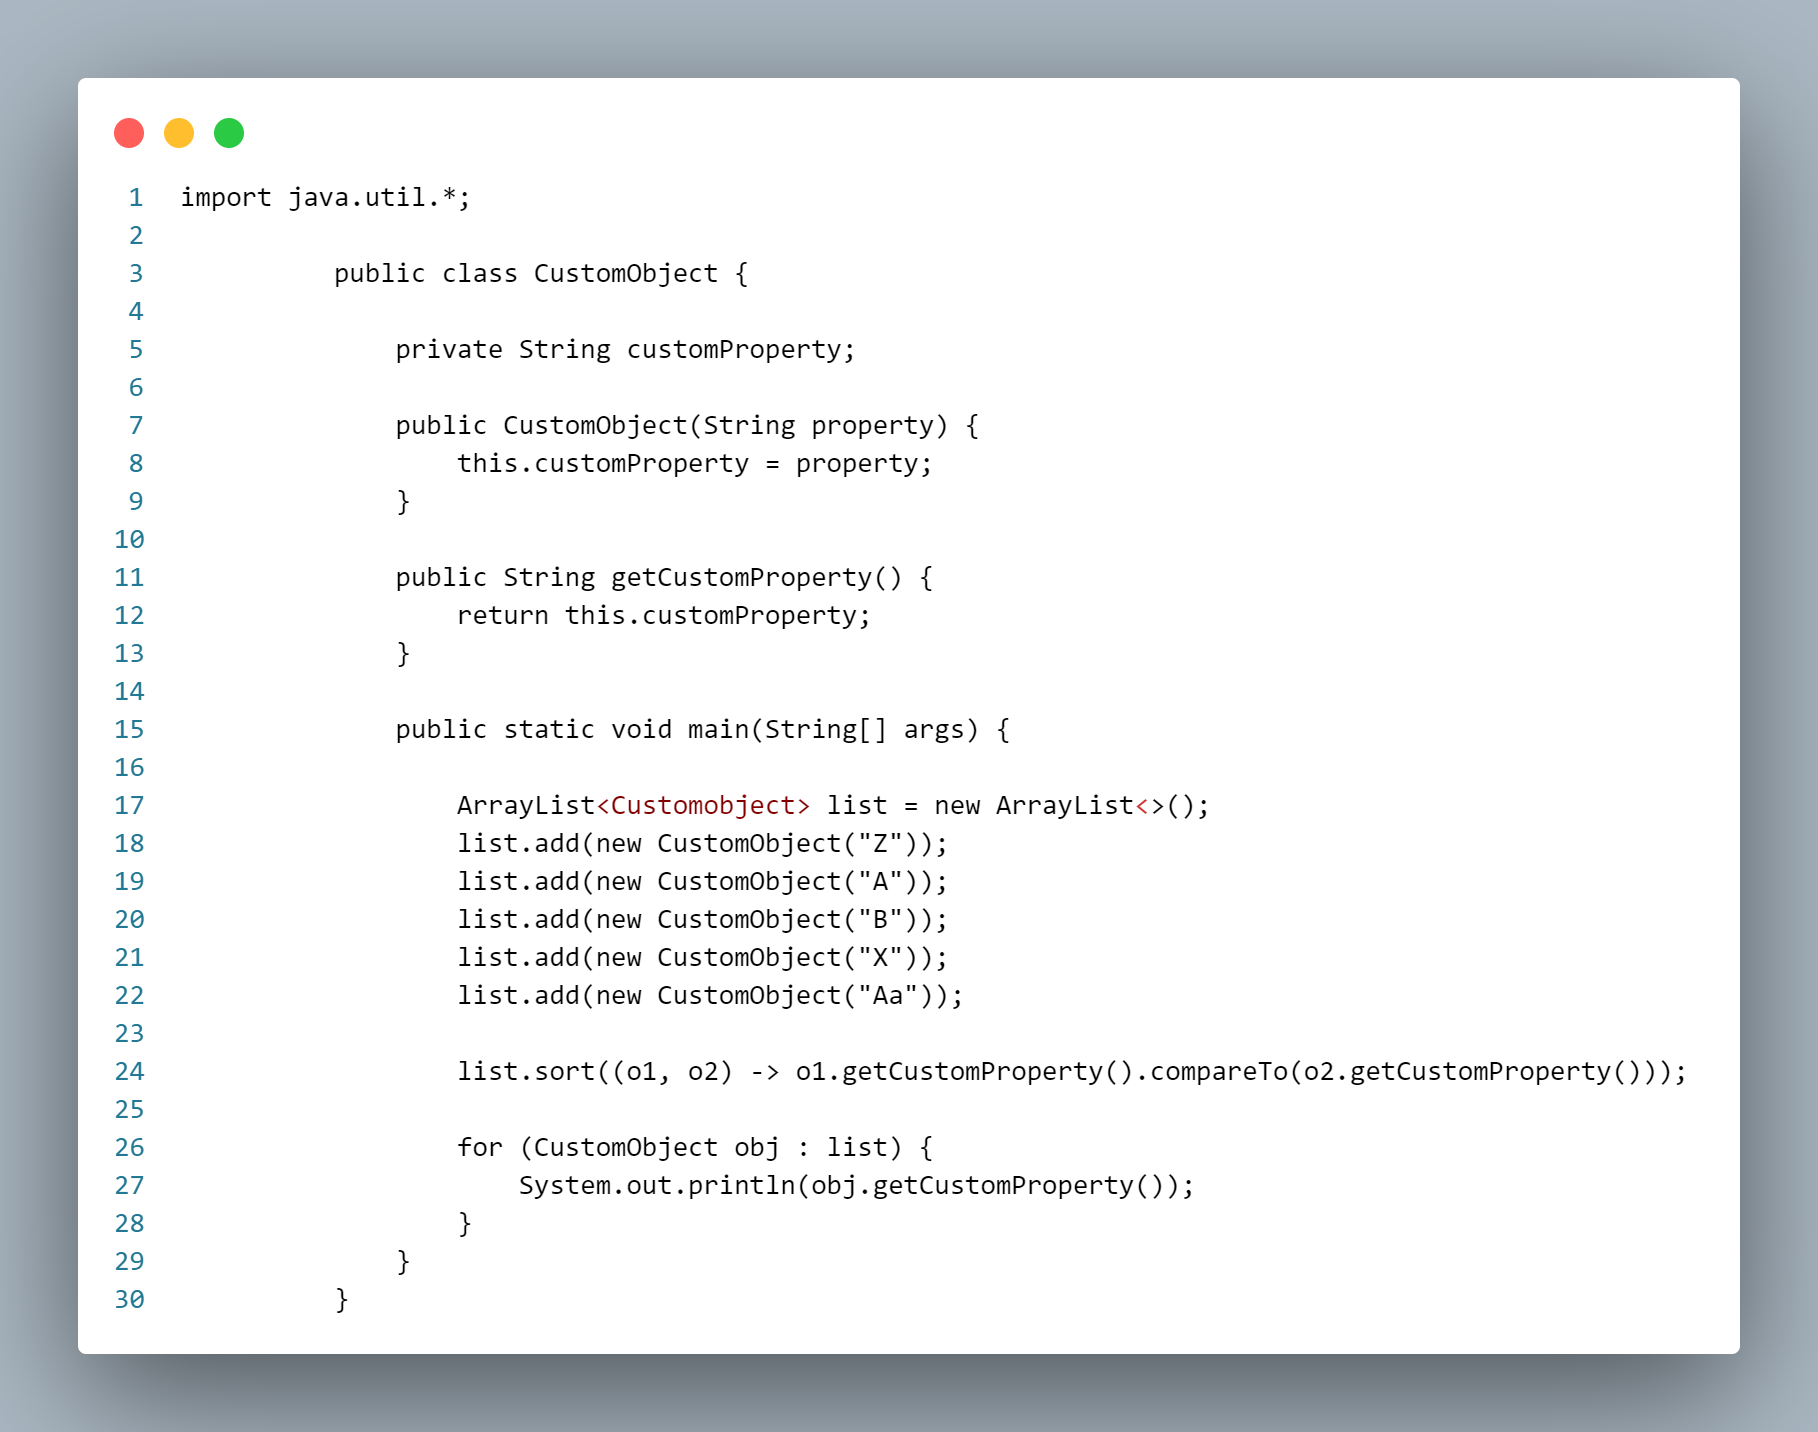 1 import java.util.*;
2
3 public class CustomObject {
4
5 private String customProperty;
6
7 public CustomObject(String property) {
8 this.customProperty = property;
9 }
10
11 public String getCustomProperty() {
12 return this.customProperty;
13 }
14
15 public static void main(String[] args) {
16
17 ArrayList<Customobject> list = new ArrayList<>();
18 list.add(new CustomObject("Z"));
19 list.add(new CustomObject("A"));
20 list.add(new CustomObject("B"));
21 list.add(new CustomObject("X"));
22 list.add(new CustomObject("Aa"));
23
24 list.sort((o1, o2) -> o1.getCustomProperty().compareTo(o2.getCustomProperty()));
25
26 for (CustomObject obj : list) {
27 System.out.println(obj.getCustomProperty());
28 }
29 }
30 }